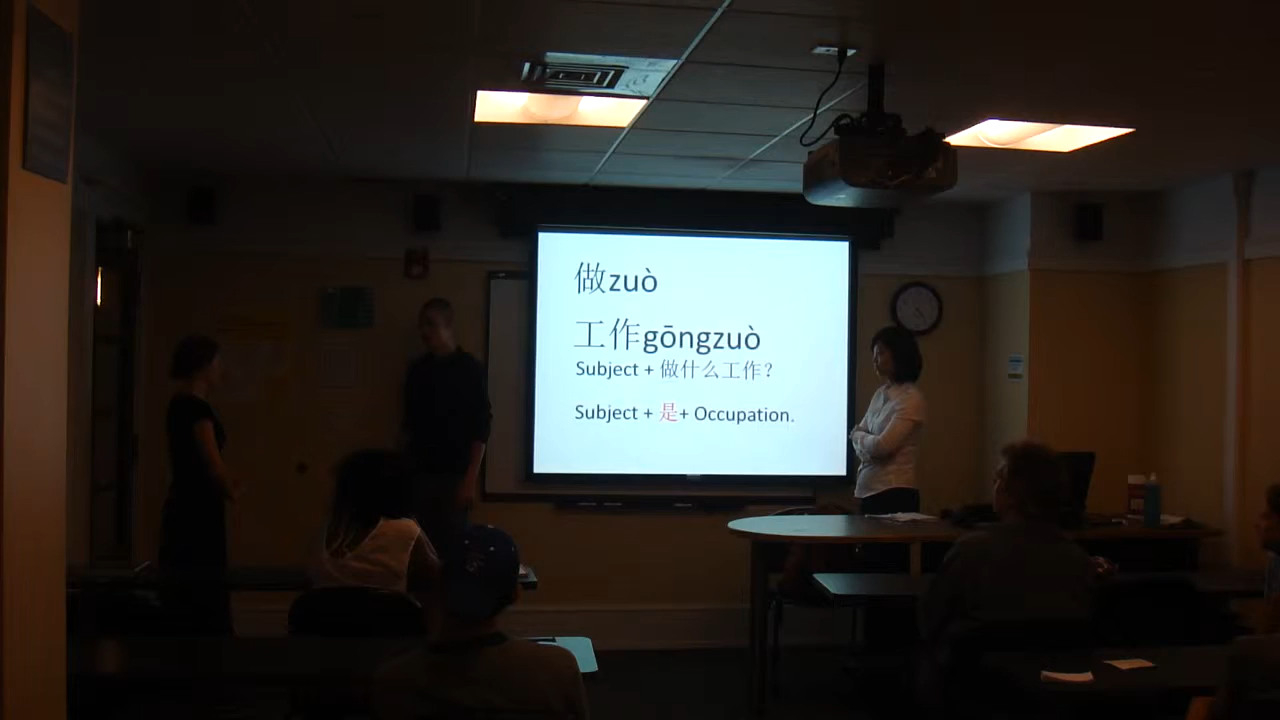 做zuò
工作gōngzuò
Subject + 做什么工作?
Subject + 是+ Occupation.